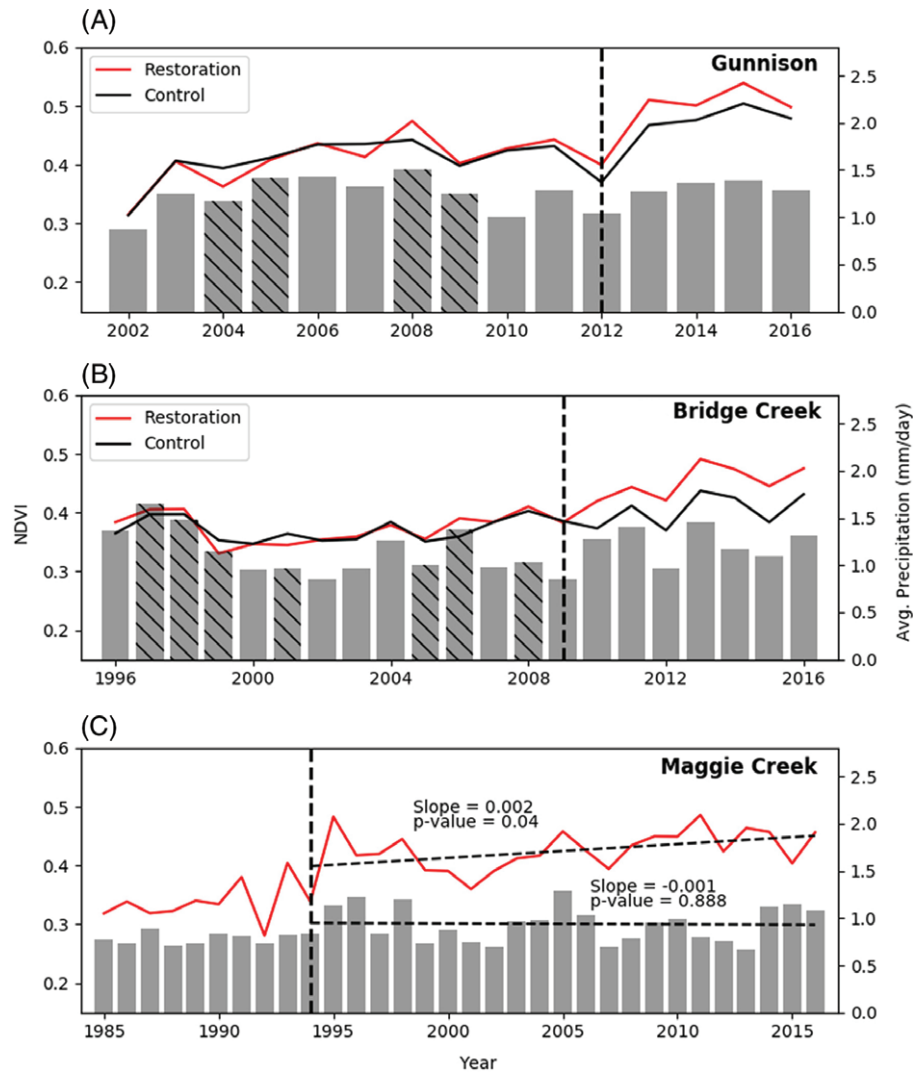 (A)
Gunnison
Restoration
Control
0.6
0.5
0.4
0.3
0.2
2.5
2.0
1.5
1.0
0.5
0.0
2002 2004 2006 2008 2010 2012 2014 2016
(B)
Bridge Creek
Restoration
Control
0.6
0.5
0.4
0.3
0.2
2.5
2.0
1.5
1.0
0.5
0.0
NDVI
Avg. Precipitation (mm/day)
1996 2000 2004 2008 2012 2016
(C)
Maggie Creek
Slope = 0.002
p-value = 0.04
Slope = -0.001
p-value = 0.888
0.6
0.5
0.4
0.3
0.2
2.5
2.0
1.5
1.0
0.5
0.0
1985 1990 1995 2000 2005 2010 2015
Year